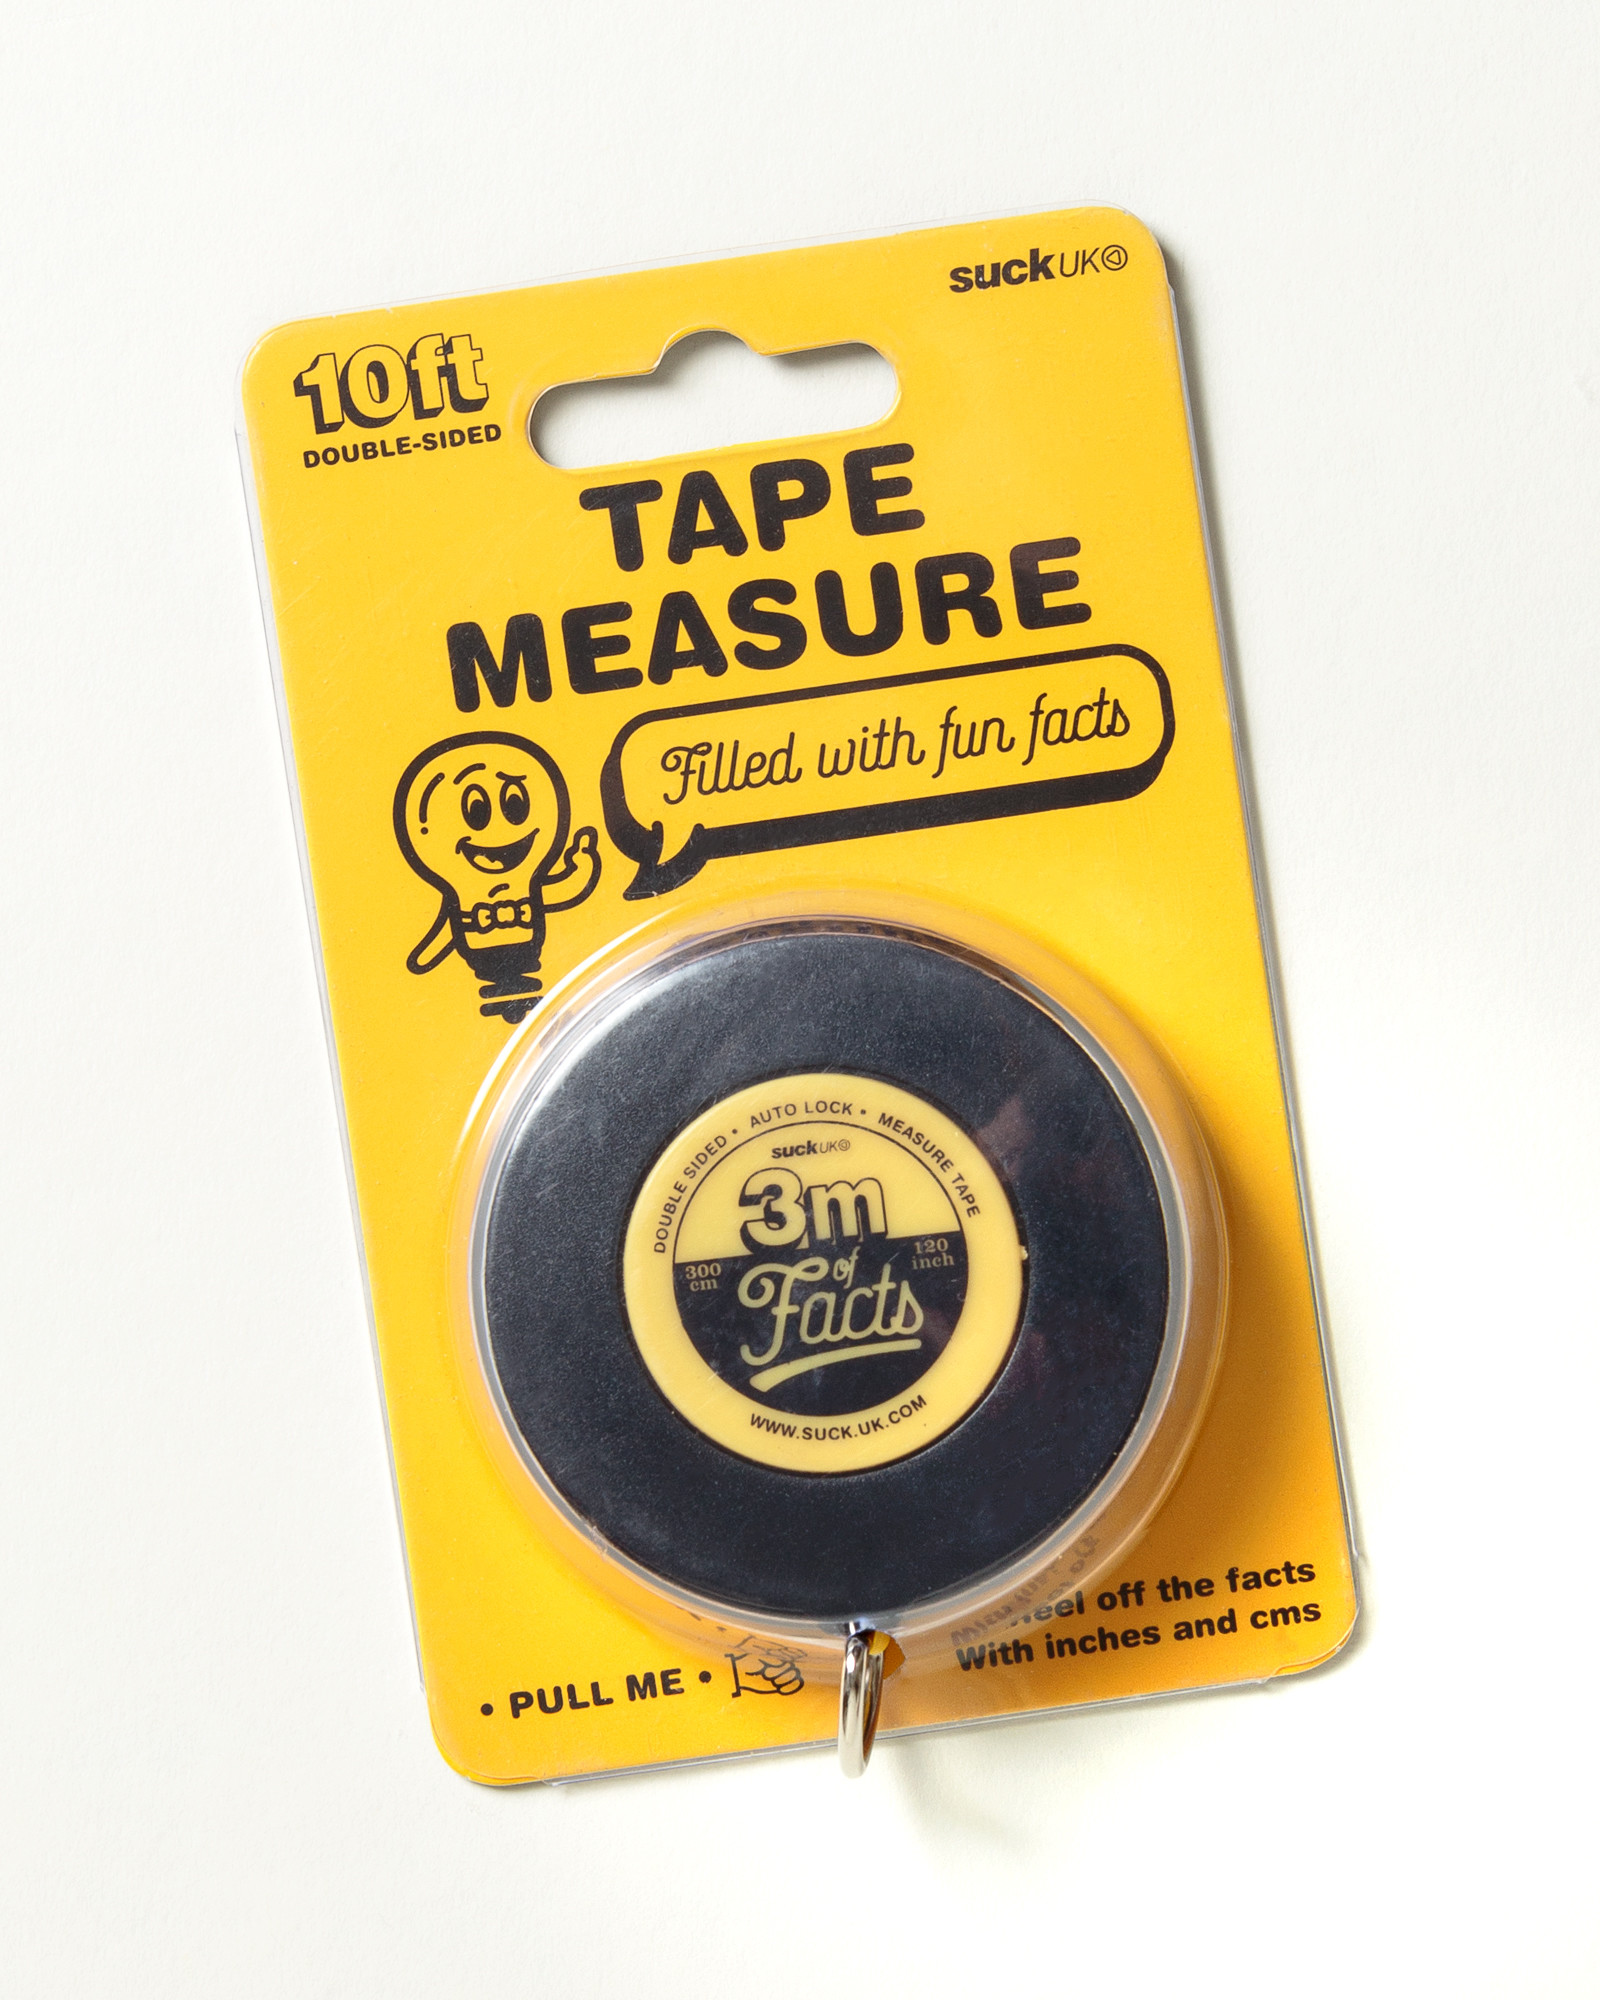 suck UK
10ft
DOUBLE-SIDED
TAPE
MEASURE
Filled with fun facts
DOUBLE SIDED • AUTO LOCK • MEASURE TAPE
suck UK
3m
300
cm
120
inch
of
Facts
WWW.SUCK.UK.COM
• PULL ME •
off the facts
With inches and cms